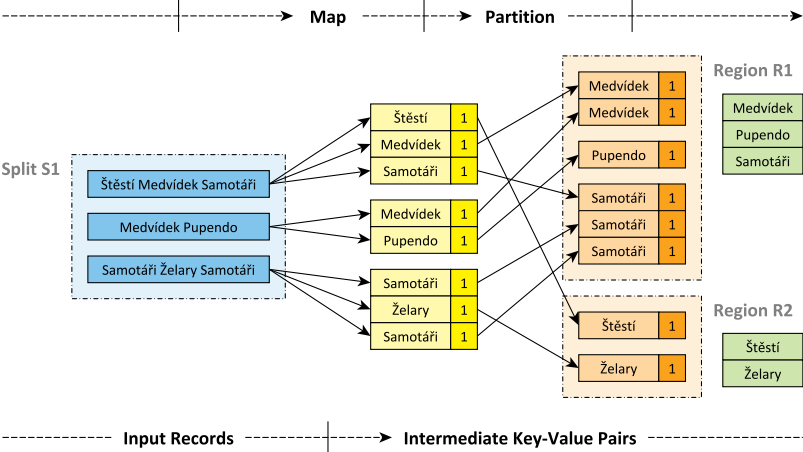 Map
Partition
Split S1
Štěstí Medvídek Samotáři
Medvídek Pupendo
Samotáři Želary Samotáři
Štěstí 1
Medvídek 1
Samotáři 1
Medvídek 1
Pupendo 1
Samotáři 1
Želary 1
Samotáři 1
Medvídek 1
Medvídek 1
Pupendo 1
Samotáři 1
Samotáři 1
Samotáři 1
Štěstí 1
Želary 1
Region R1
Medvídek
Pupendo
Samotáři
Region R2
Štěstí
Želary
Input Records
Intermediate Key-Value Pairs